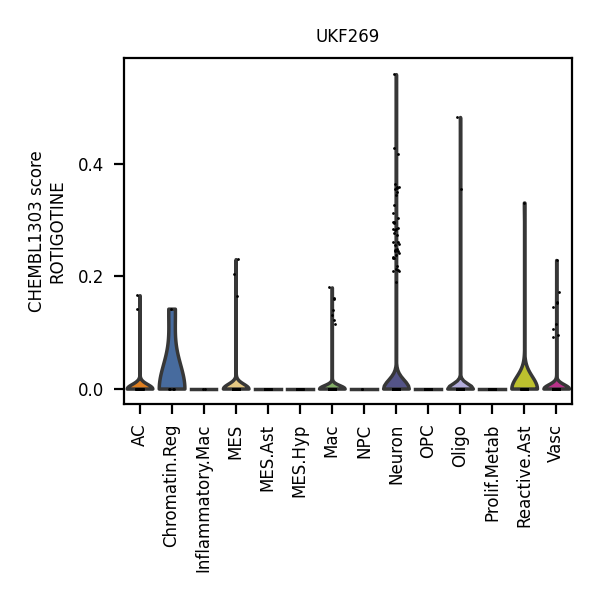 UKF269
CHEMBL1303 score
ROTIGOTINE
0.4
0.2
0.0
AC
Chromatin.Reg
Inflammatory.Mac
MES
MES.Ast
MES.Hyp
Mac
NPC
Neuron
OPC
Oligo
Prolif.Metab
Reactive.Ast
Vasc